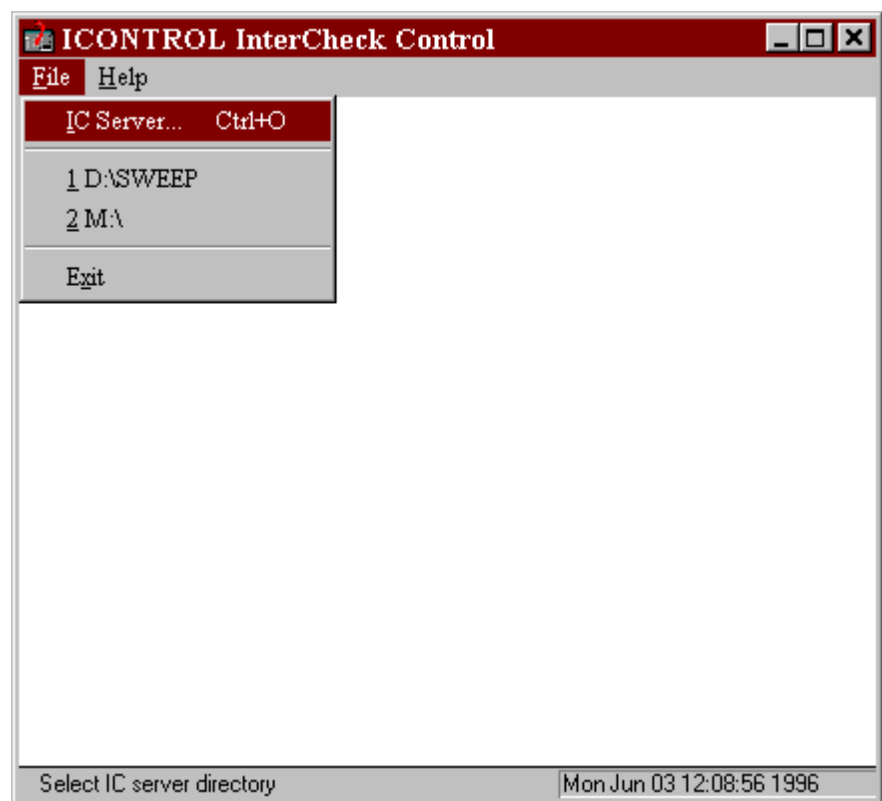 ICONTROL InterCheck Control
File Help
IC Server... Ctrl+O
1 D:\SWEEP
2 M:\
Exit
Select IC server directory Mon Jun 03 12:08:56 1996